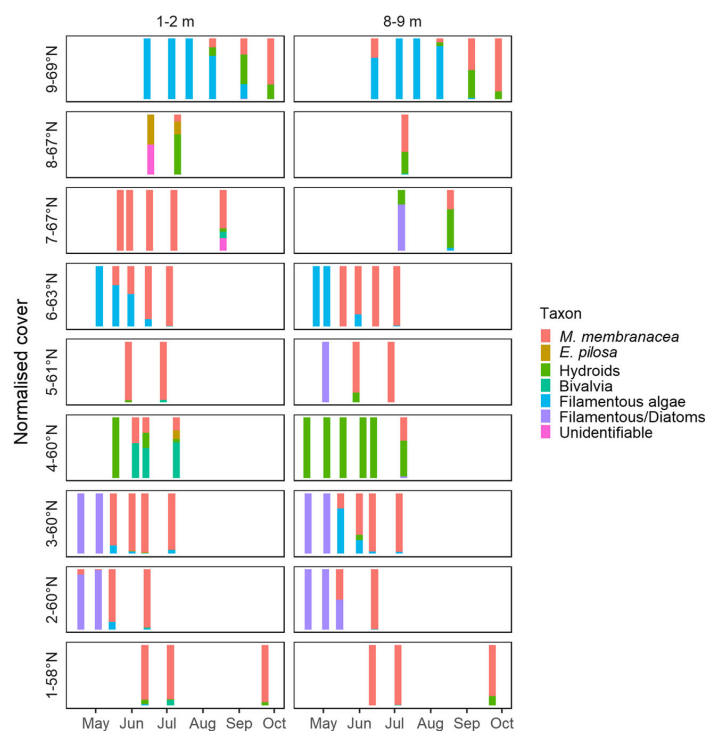 1-2 m
8-9 m
9-69°N
8-67°N
7-67°N
6-63°N
5-61°N
4-60°N
3-60°N
2-60°N
1-58°N
Normalised cover
May Jun Jul Aug Sep Oct
May Jun Jul Aug Sep Oct
Taxon
M. membranacea
E. pilosa
Hydroids
Bivalvia
Filamentous algae
Filamentous/Diatoms
Unidentifiable